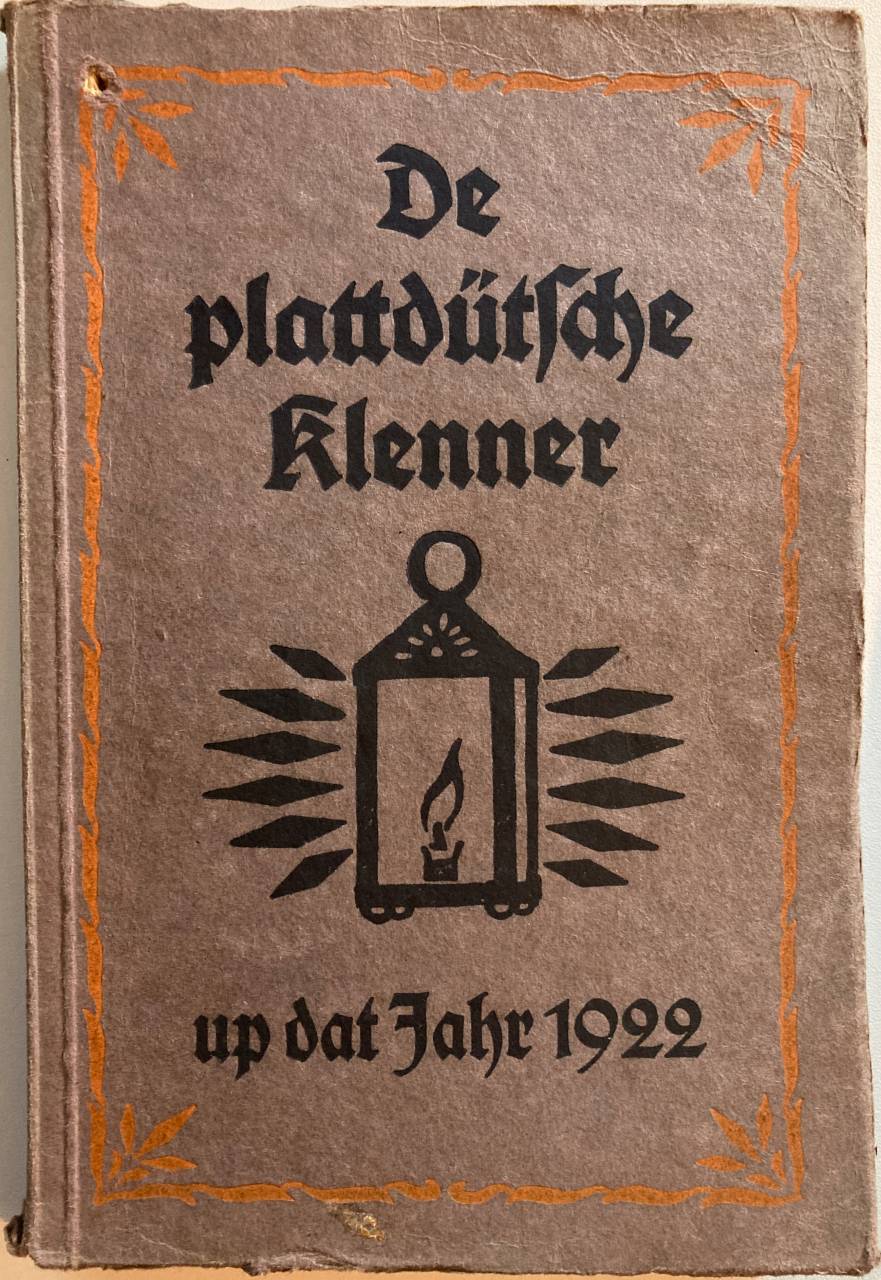 De
plattdütſche
Klenner
up dat Jahr 1922